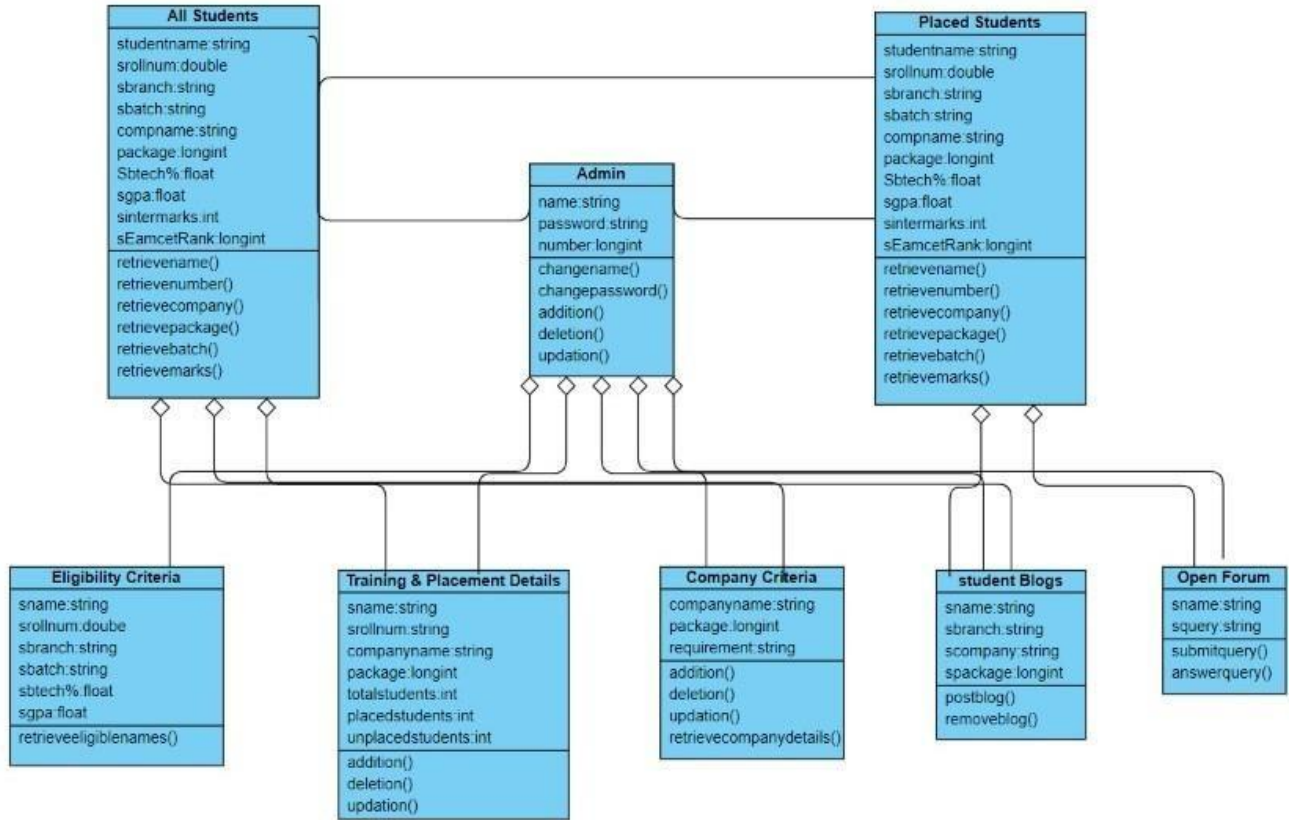 All Students
studentname:string
srollnum:double
sbranch:string
sbatch:string
compname:string
package:longint
Sbtech%:float
sgpa:float
sintermarks:int
sEamcetRank:longint
retrievename()
retrievenumber()
retrievecompany()
retrievepackage()
retrievebatch()
retrievemarks()
Admin
name:string
password:string
number:longint
changename()
changepassword()
addition()
deletion()
updation()
Placed Students
studentname:string
srollnum:double
sbranch:string
sbatch:string
compname:string
package:longint
Sbtech%:float
sgpa:float
sintermarks:int
sEamcetRank:longint
retrievename()
retrievenumber()
retrievecompany()
retrievepackage()
retrievebatch()
retrievemarks()
Eligibility Criteria
sname:string
srollnum:doube
sbranch:string
sbatch:string
sbtech%:float
sgpa:float
retrieveeligiblenames()
Training & Placement Details
sname:string
srollnum:string
companyname:string
package:longint
totalstudents:int
placedstudents:int
unplacedstudents:int
addition()
deletion()
updation()
Company Criteria
companyname:string
package:longint
requirement:string
addition()
deletion()
updation()
retrievecompanydetails()
student Blogs
sname:string
sbranch:string
scompany:string
spackage:longint
postblog()
removeblog()
Open Forum
sname:string
squery:string
submitquery()
answerquery()